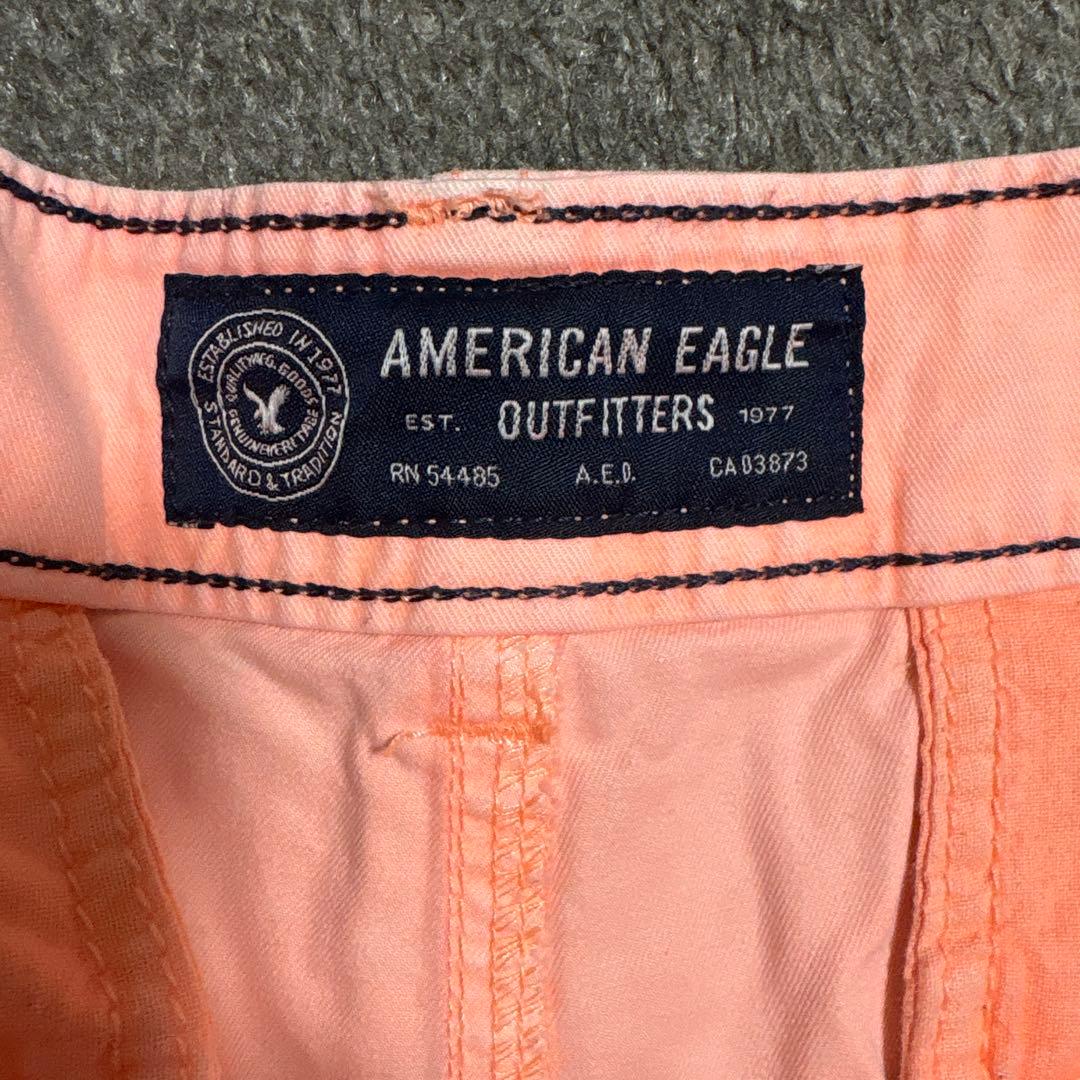 ESTABLISHED IN 1977
STANDARD & TRADITION
QUALITY MFG. GOODS
GENUINE HERITAGE
AMERICAN EAGLE
EST. OUTFITTERS 1977
RN 54485 A.E.O. CA 03873